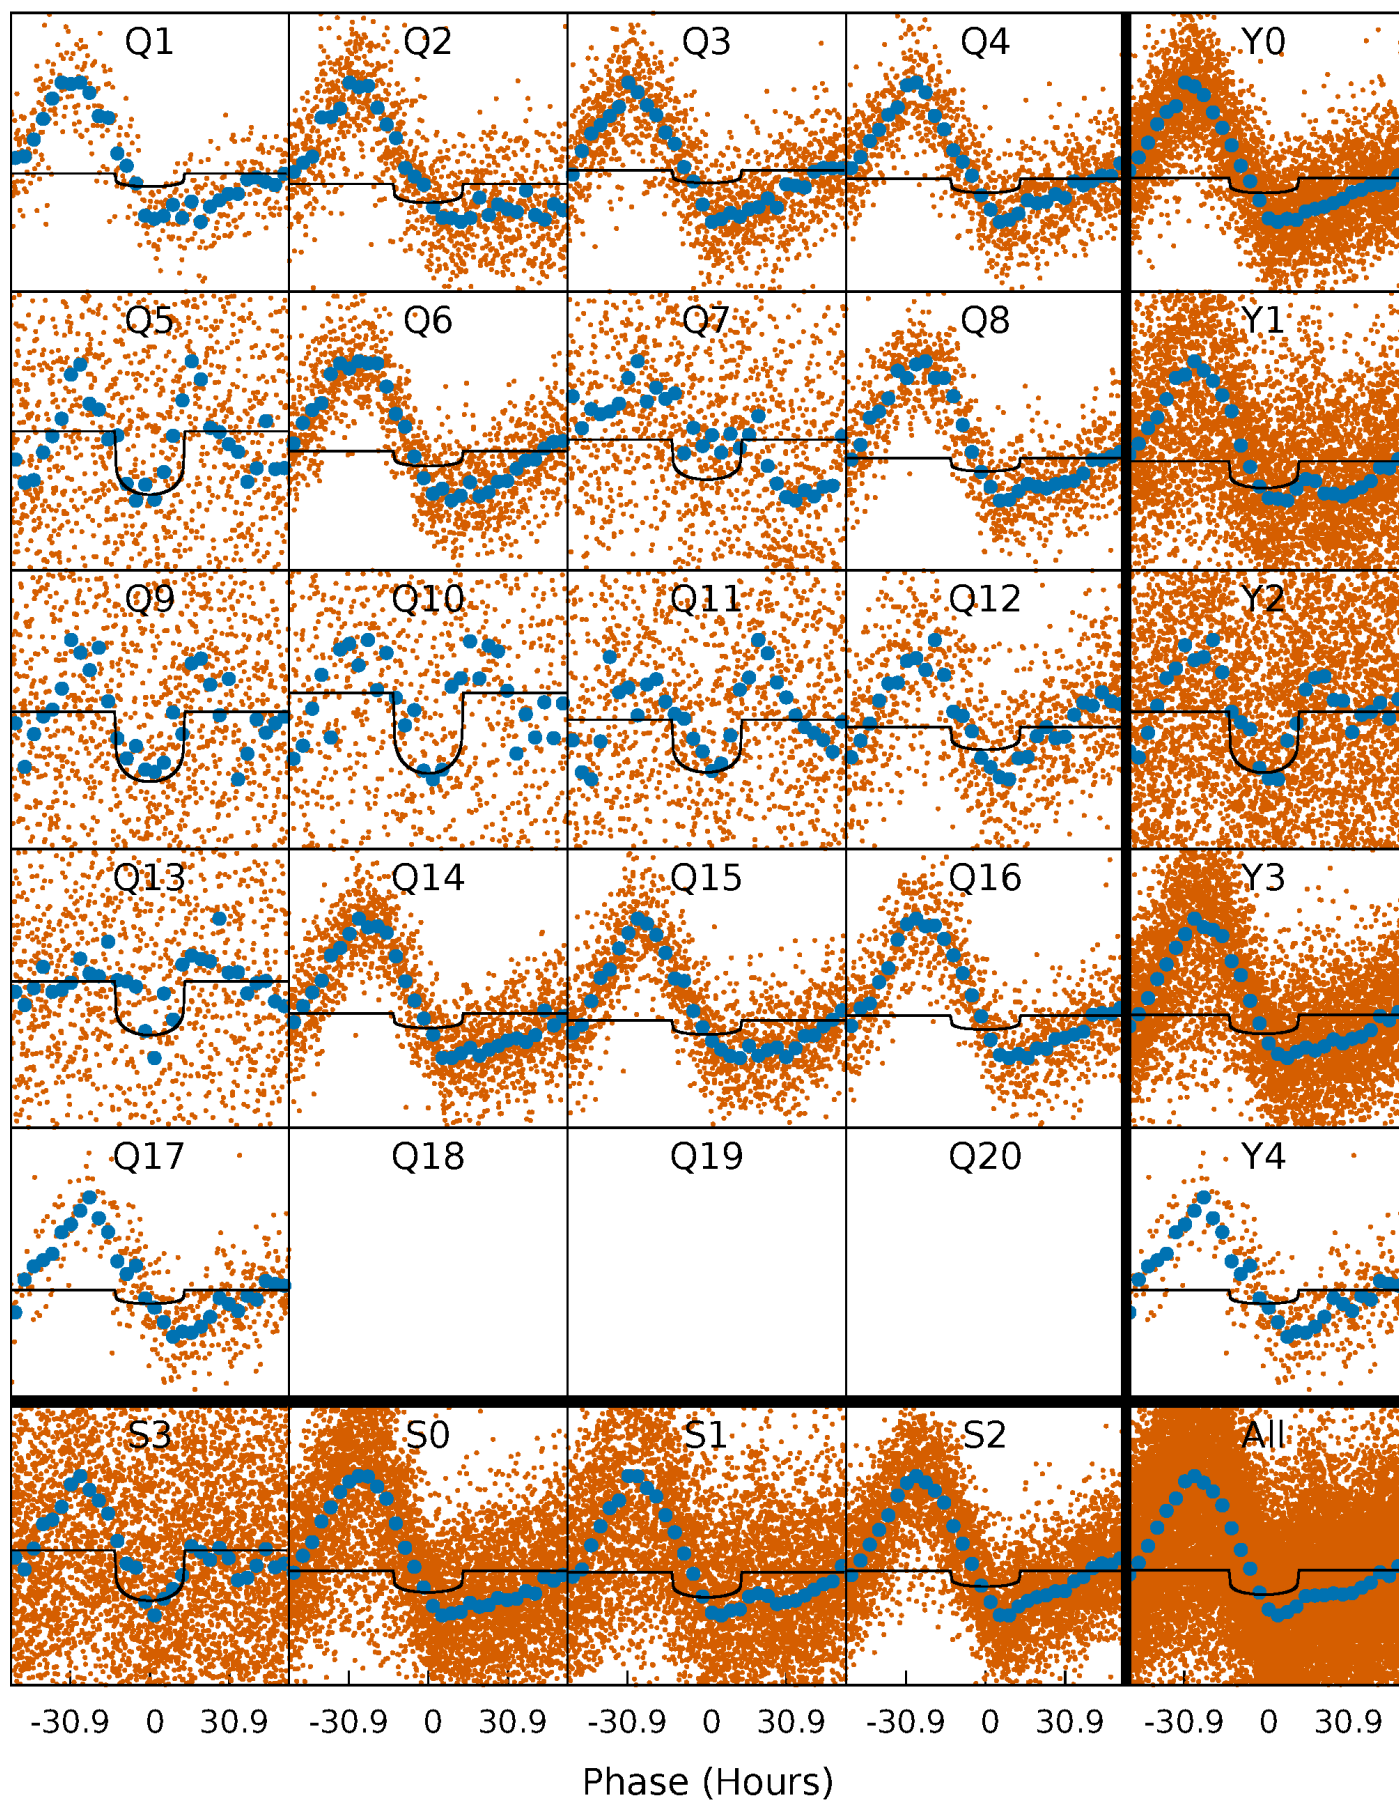 Q1 Q2 Q3 Q4 Y0
Q5 Q6 Q7 Q8 Y1
Q9 Q10 Q11 Q12 Y2
Q13 Q14 Q15 Q16 Y3
Q17 Q18 Q19 Q20 Y4
S3 S0 S1 S2 All
-30.9 0 30.9 -30.9 0 30.9 -30.9 0 30.9 -30.9 0 30.9 -30.9 0 30.9
Phase (Hours)